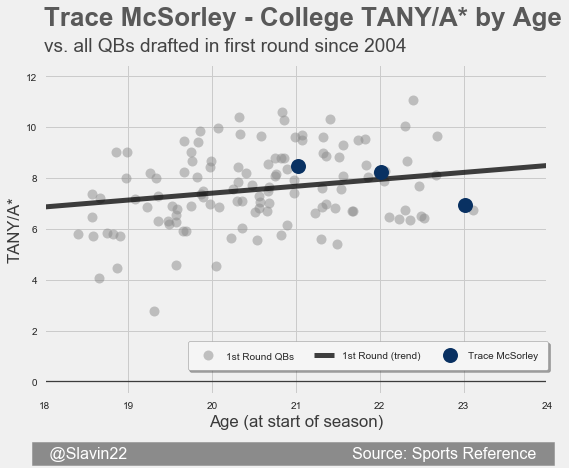 Trace McSorley - College TANY/A* by Age
vs. all QBs drafted in first round since 2004
12
10
8
6
4
2
0
TANY/A*
1st Round QBs
1st Round (trend)
Trace McSorley
18
19
20
21
22
23
24
Age (at start of season)
@Slavin22
Source: Sports Reference